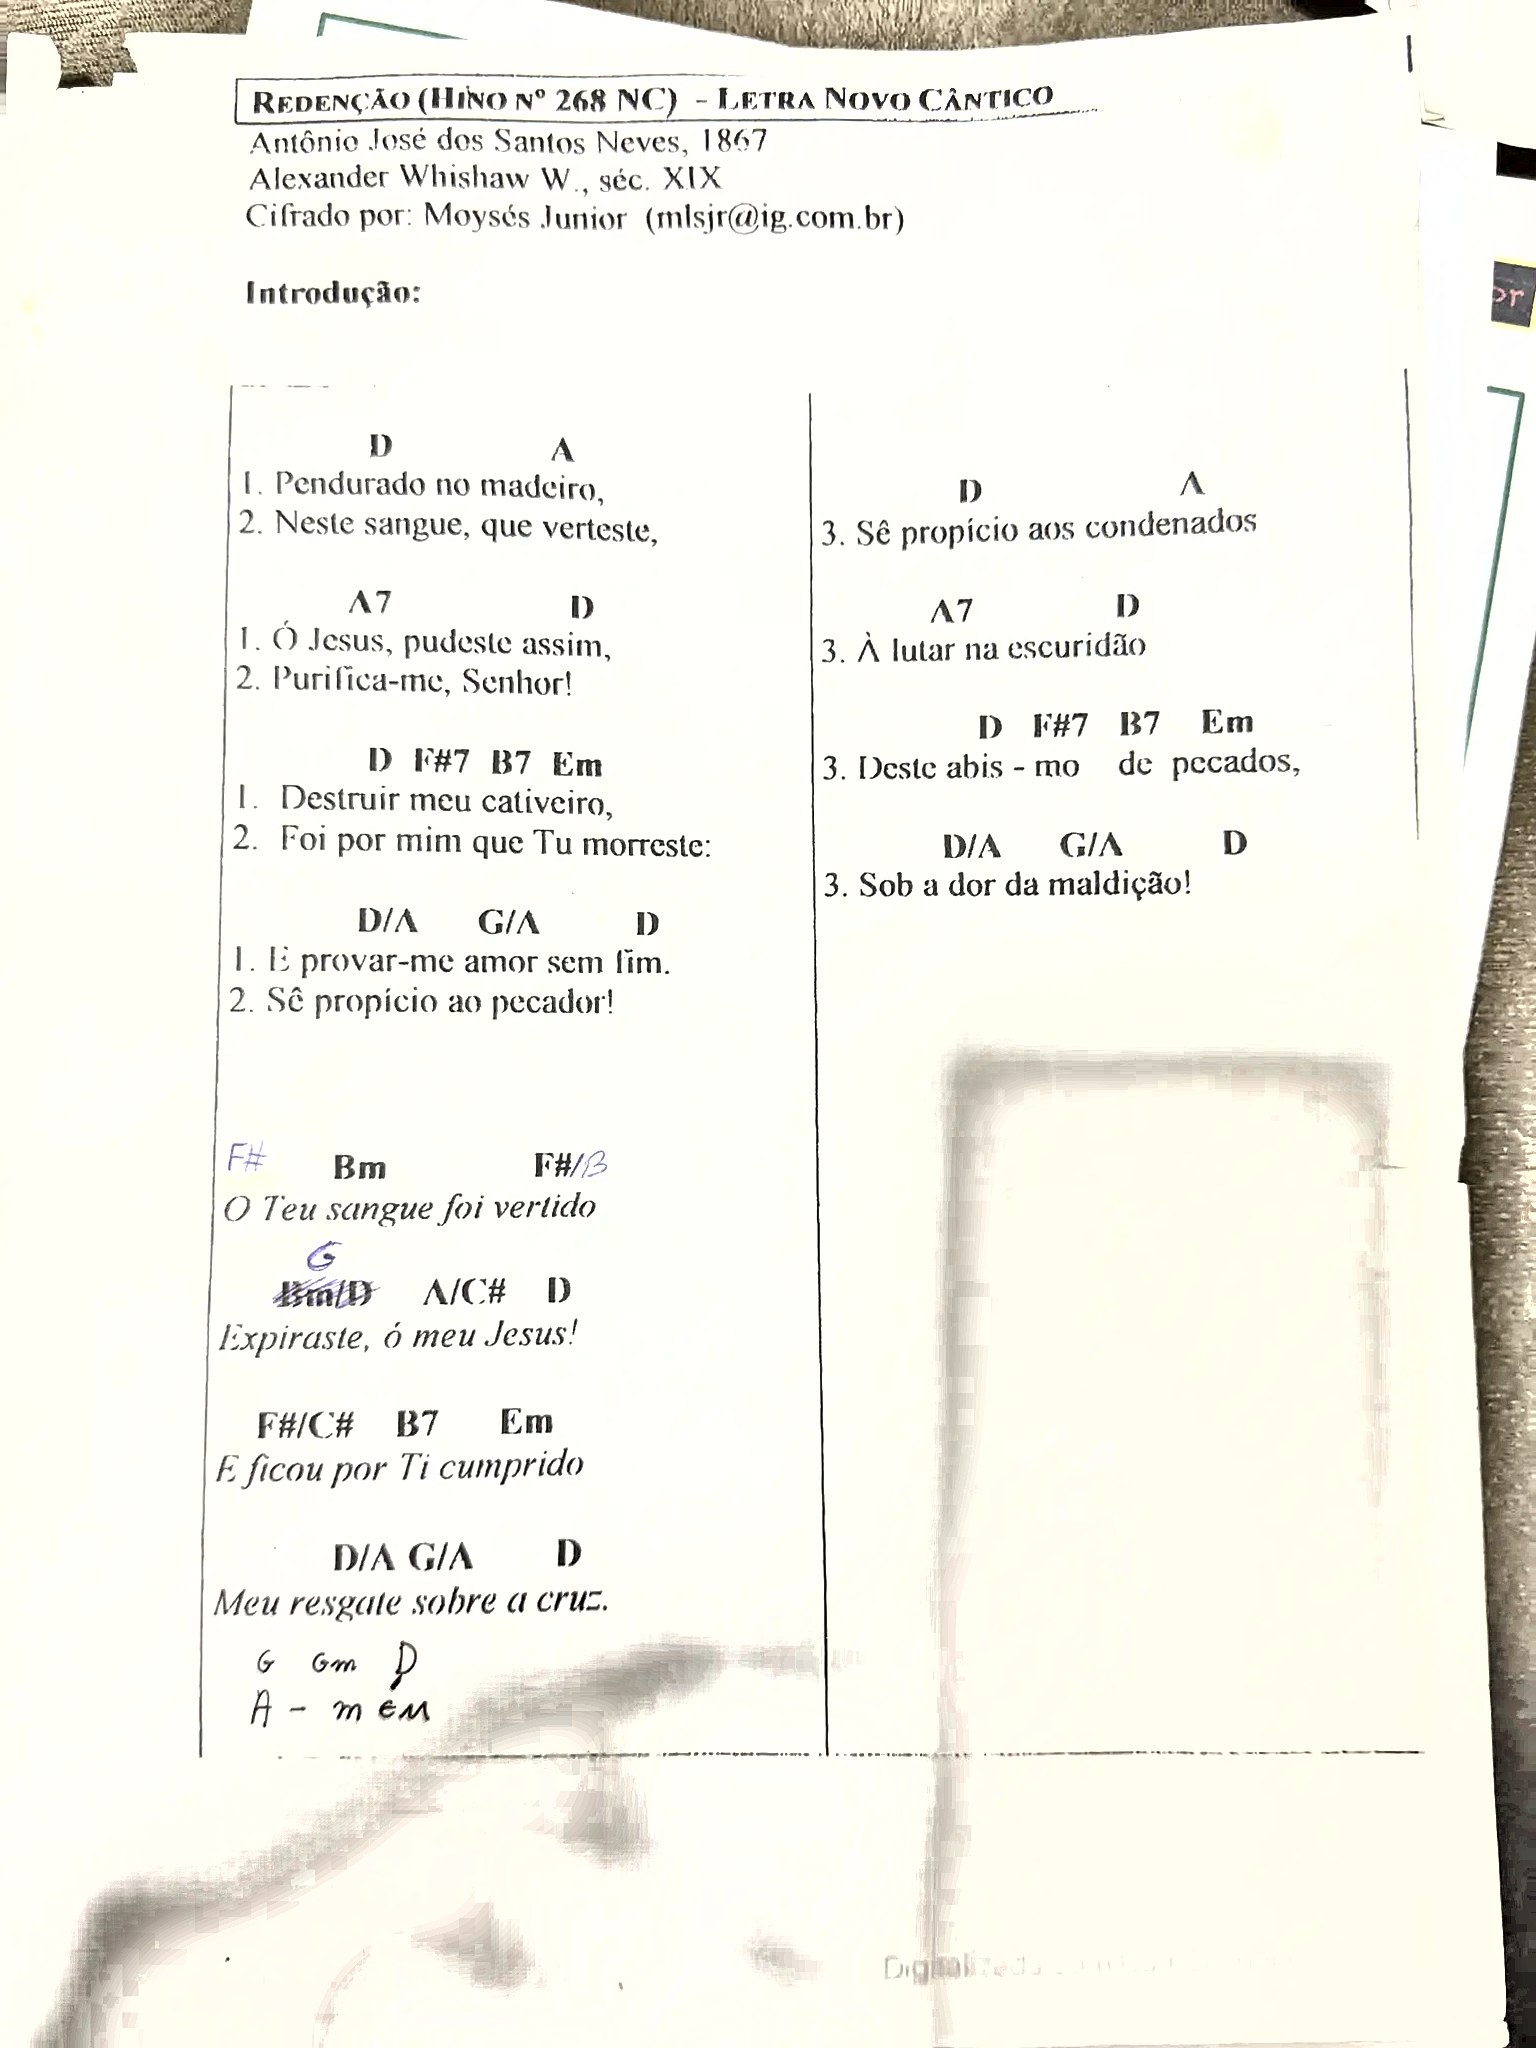 REDENÇÃO (HINO Nº 268 NC) - LETRA NOVO CÂNTICO
Antônio José dos Santos Neves, 1867
Alexander Whishaw W., séc. XIX
Cifrado por: Moysés Junior (mlsjr@ig.com.br)
Introdução:
D A
1. Pendurado no madeiro,
2. Neste sangue, que verteste,
A7 D
1. Ó Jesus, pudeste assim,
2. Purifica-me, Senhor!
D F#7 B7 Em
1. Destruir meu cativeiro,
2. Foi por mim que Tu morreste:
D/A G/A D
1. E provar-me amor sem fim.
2. Sê propício ao pecador!
F# Bm F#/B
O Teu sangue foi vertido
G
Bm/D A/C# D
Expiraste, ó meu Jesus!
F#/C# B7 Em
E ficou por Ti cumprido
D/A G/A D
Meu resgate sobre a cruz.
G Gm D
A - m ÉM
D A
3. Sê propício aos condenados
A7 D
3. À lutar na escuridão
D F#7 B7 Em
3. Deste abis - mo de pecados,
D/A G/A D
3. Sob a dor da maldição!
or